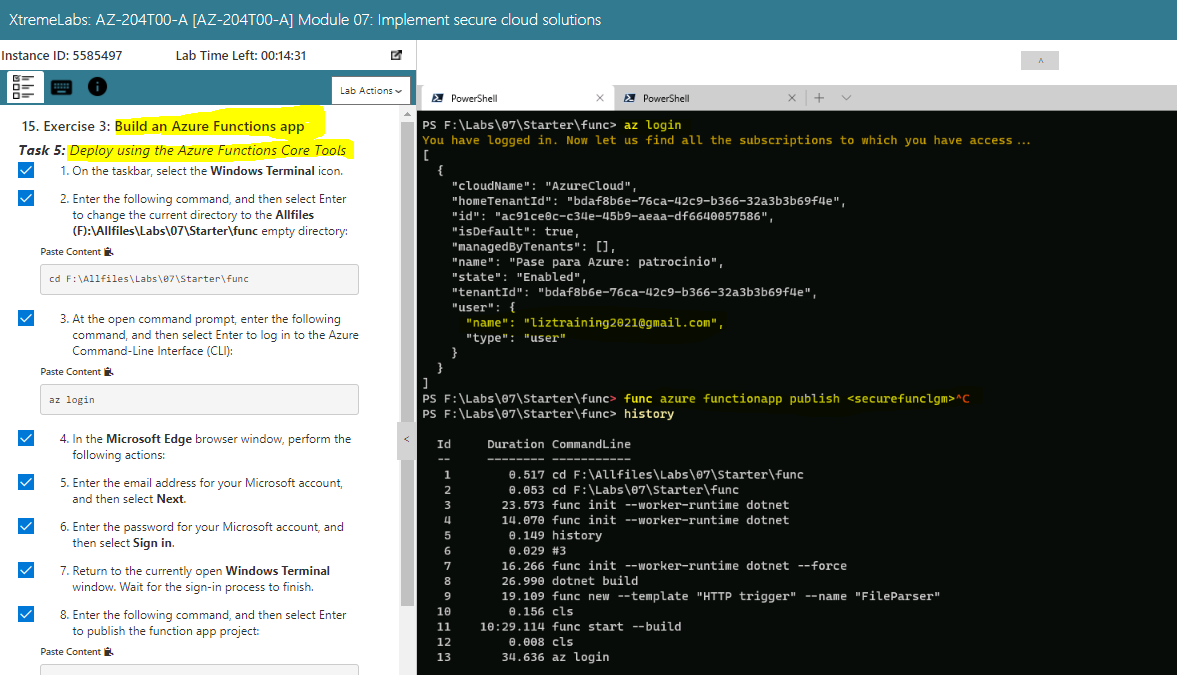 XtremeLabs: AZ-204T00-A [AZ-204T00-A] Module 07: Implement secure cloud solutions
Instance ID: 5585497
Lab Time Left: 00:14:31
Lab Actions
15. Exercise 3: Build an Azure Functions app
Task 5: Deploy using the Azure Functions Core Tools
1. On the taskbar, select the Windows Terminal icon.
2. Enter the following command, and then select Enter
to change the current directory to the Allfiles
(F):\Allfiles\Labs\07\Starter\func empty directory:
Paste Content
cd F:\Allfiles\Labs\07\Starter\func
3. At the open command prompt, enter the following
command, and then select Enter to log in to the Azure
Command-Line Interface (CLI):
Paste Content
az login
4. In the Microsoft Edge browser window, perform the
following actions:
5. Enter the email address for your Microsoft account,
and then select Next.
6. Enter the password for your Microsoft account, and
then select Sign in.
7. Return to the currently open Windows Terminal
window. Wait for the sign-in process to finish.
8. Enter the following command, and then select Enter
to publish the function app project:
Paste Content
<
^
PowerShell ×
PowerShell × +
PS F:\Labs\07\Starter\func> az login
You have logged in. Now let us find all the subscriptions to which you have access...
[
{
"cloudName": "AzureCloud",
"homeTenantId": "bdaf8b6e-76ca-42c9-b366-32a3b3b69f4e",
"id": "ac91ce0c-c34e-45b9-aeaa-df6640057586",
"isDefault": true,
"managedByTenants": [],
"name": "Pase para Azure: patrocinio",
"state": "Enabled",
"tenantId": "bdaf8b6e-76ca-42c9-b366-32a3b3b69f4e",
"user": {
"name": "liztraining2021@gmail.com",
"type": "user"
}
}
]
PS F:\Labs\07\Starter\func> func azure functionapp publish <securefunclgm>^C
PS F:\Labs\07\Starter\func> history
Id Duration CommandLine
-- -------- -----------
1 0.517 cd F:\Allfiles\Labs\07\Starter\func
2 0.053 cd F:\Labs\07\Starter\func
3 23.573 func init --worker-runtime dotnet
4 14.070 func init --worker-runtime dotnet
5 0.149 history
6 0.029 #3
7 16.266 func init --worker-runtime dotnet --force
8 26.990 dotnet build
9 19.109 func new --template "HTTP trigger" --name "FileParser"
10 0.156 cls
11 10:29.114 func start --build
12 0.008 cls
13 34.636 az login